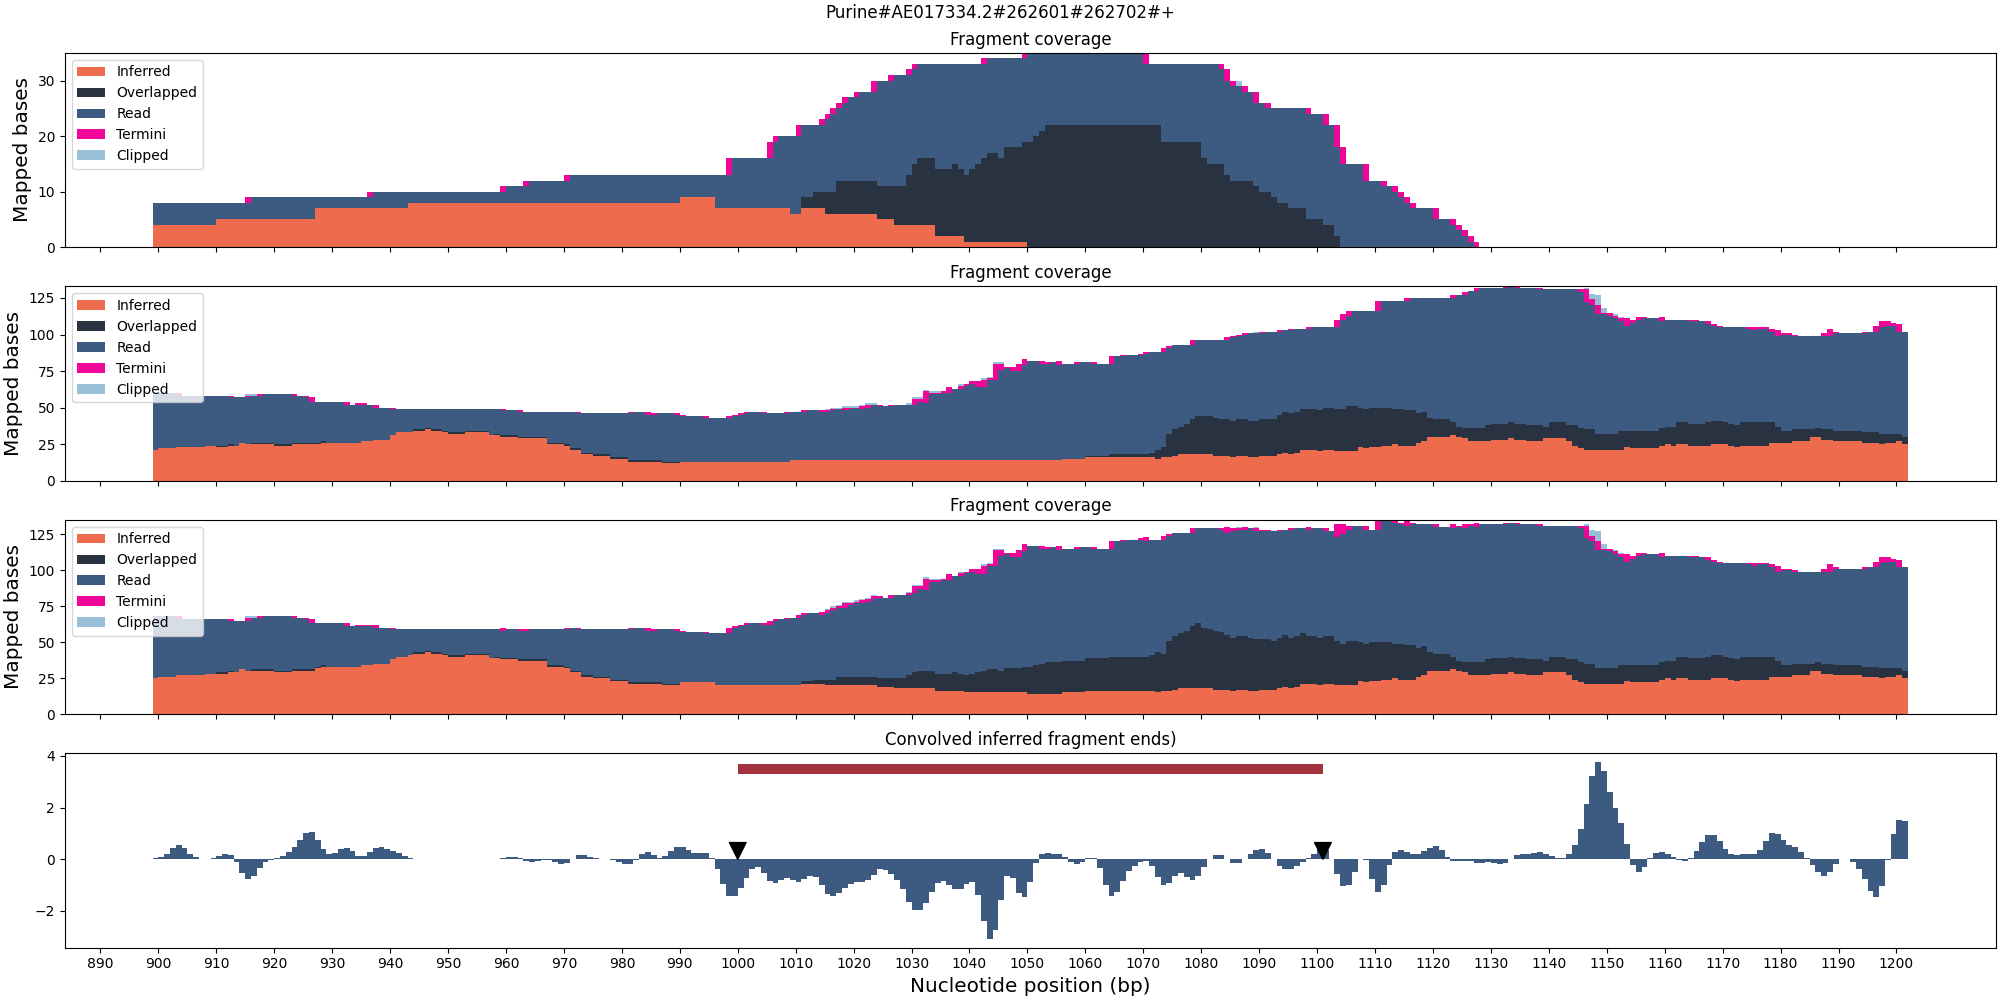 Purine#AE017334.2#262601#262702#+
Fragment coverage
Mapped bases
30
20
10
0
Inferred
Overlapped
Read
Termini
Clipped
Fragment coverage
Mapped bases
125
100
75
50
25
0
Inferred
Overlapped
Read
Termini
Clipped
Fragment coverage
Mapped bases
125
100
75
50
25
0
Inferred
Overlapped
Read
Termini
Clipped
Convolved inferred fragment ends)
4
2
0
−2
890 900 910 920 930 940 950 960 970 980 990 1000 1010 1020 1030 1040 1050 1060 1070 1080 1090 1100 1110 1120 1130 1140 1150 1160 1170 1180 1190 1200
Nucleotide position (bp)